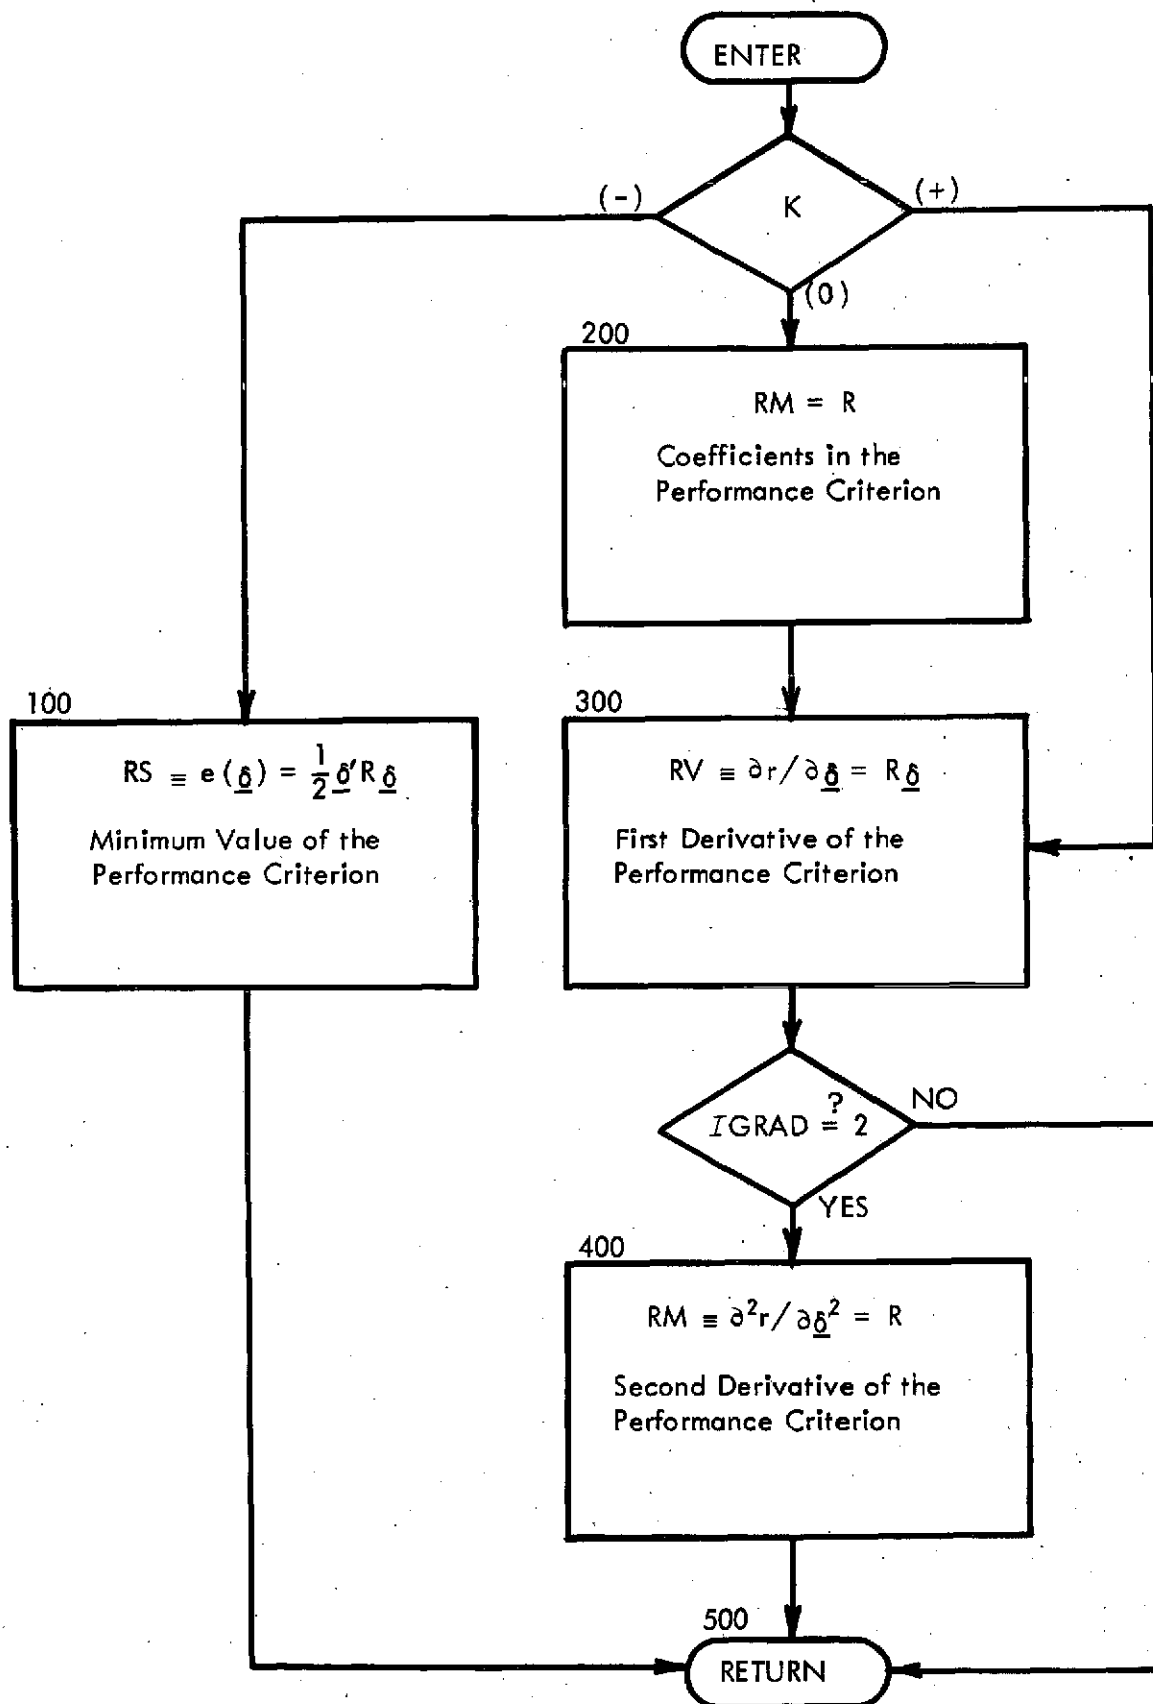 ENTER
(-)
K
(+)
(0)
200
RM = R
Coefficients in the
Performance Criterion
100
RS ≡ e(δ̲) = 1/2 δ̲′Rδ̲
Minimum Value of the
Performance Criterion
300
RV ≡ ∂r/∂δ̲ = Rδ̲
First Derivative of the
Performance Criterion
IGRAD =? 2
NO
YES
400
RM ≡ ∂²r/∂δ̲² = R
Second Derivative of the
Performance Criterion
500
RETURN